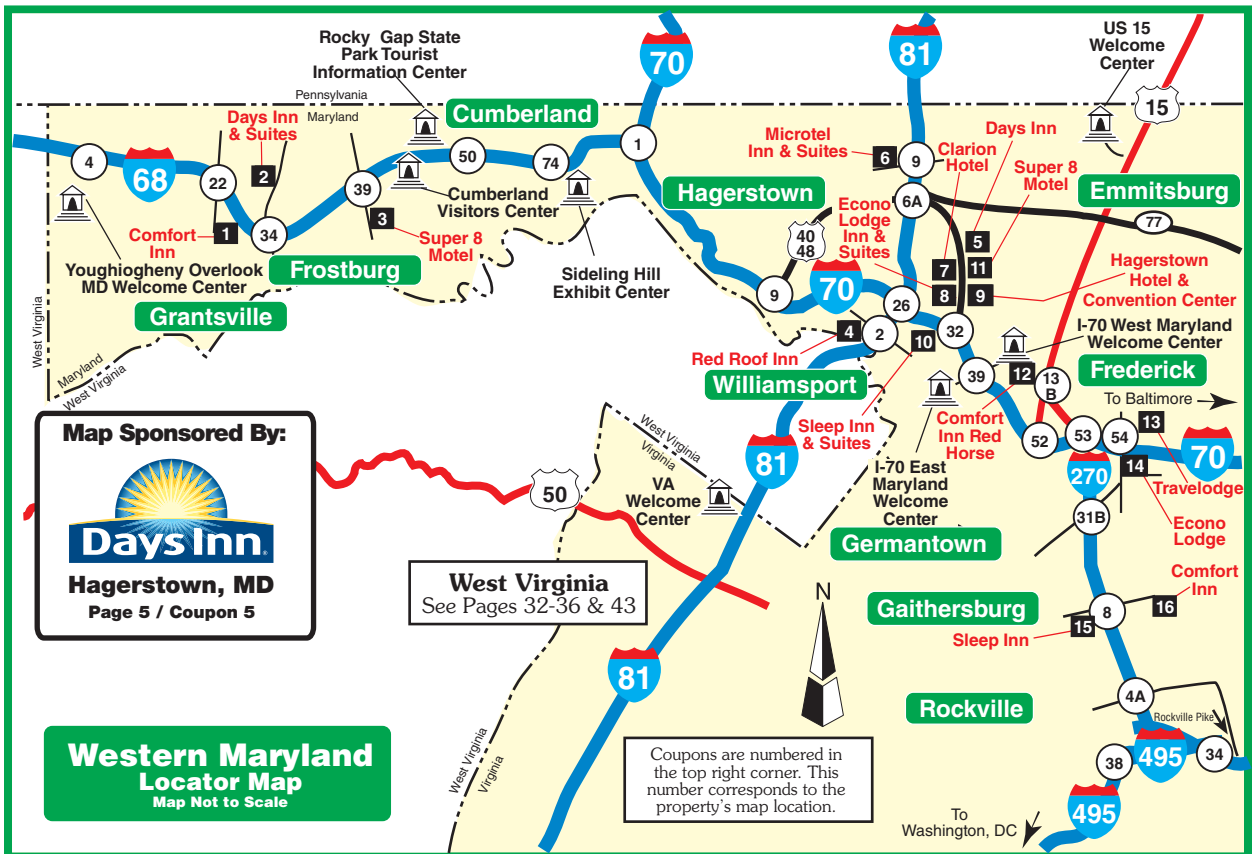 Rocky Gap State
Park Tourist
Information Center
70
81
US 15
Welcome
Center
15
Pennsylvania
Maryland
Cumberland
Days Inn
& Suites
4
68
22
2
34
39
50
74
1
1
Comfort
Inn
3
Super 8
Motel
Cumberland
Visitors Center
Sideling Hill
Exhibit Center
Youghiogheny Overlook
MD Welcome Center
Frostburg
Grantsville
West Virginia
Maryland
West Virginia
Microtel
Inn & Suites
6
9
Clarion
Hotel
Days Inn
Super 8
Motel
Emmitsburg
Hagerstown
6A
77
Econo
Lodge
Inn &
Suites
40
48
5
7
11
8
9
Hagerstown
Hotel &
Convention Center
9
70
26
32
2
4
10
Red Roof Inn
Williamsport
I-70 West Maryland
Welcome Center
39
12
13
B
Frederick
To Baltimore
Sleep Inn
& Suites
Comfort
Inn Red
Horse
52
53
54
13
70
Travelodge
14
Econo
Lodge
270
31B
I-70 East
Maryland
Welcome
Center
Germantown
West Virginia
Virginia
81
VA
Welcome
Center
50
Map Sponsored By:
Days Inn®
Hagerstown, MD
Page 5 / Coupon 5
West Virginia
See Pages 32-36 & 43
N
Gaithersburg
8
15
16
Comfort
Inn
Sleep Inn
81
Rockville
4A
Rockville Pike
495
34
38
495
To
Washington, DC
West Virginia
Virginia
Western Maryland
Locator Map
Map Not to Scale
Coupons are numbered in
the top right corner. This
number corresponds to the
property's map location.